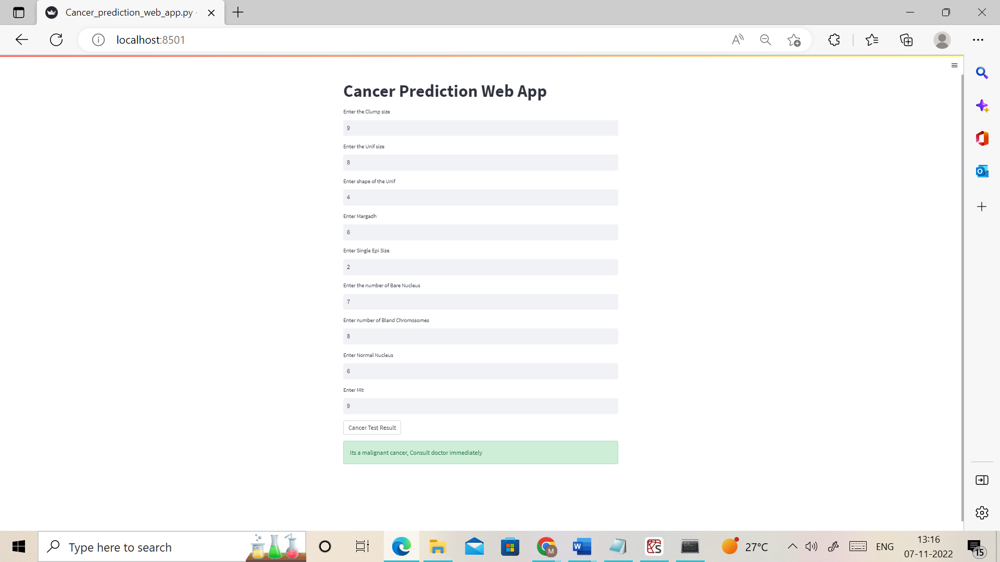 Cancer_prediction_web_app.py ·
localhost:8501
Cancer Prediction Web App
Enter the Clump size
9
Enter the Unif size
8
Enter shape of the Unif
4
Enter Margadh
6
Enter Single Epi Size
2
Enter the number of Bare Nucleus
7
Enter number of Bland Chromosomes
8
Enter Normal Nucleus
6
Enter Mit
9
Cancer Test Result
Its a malignant cancer, Consult doctor immediately
Type here to search
27°C
ENG
13:16
07-11-2022
15